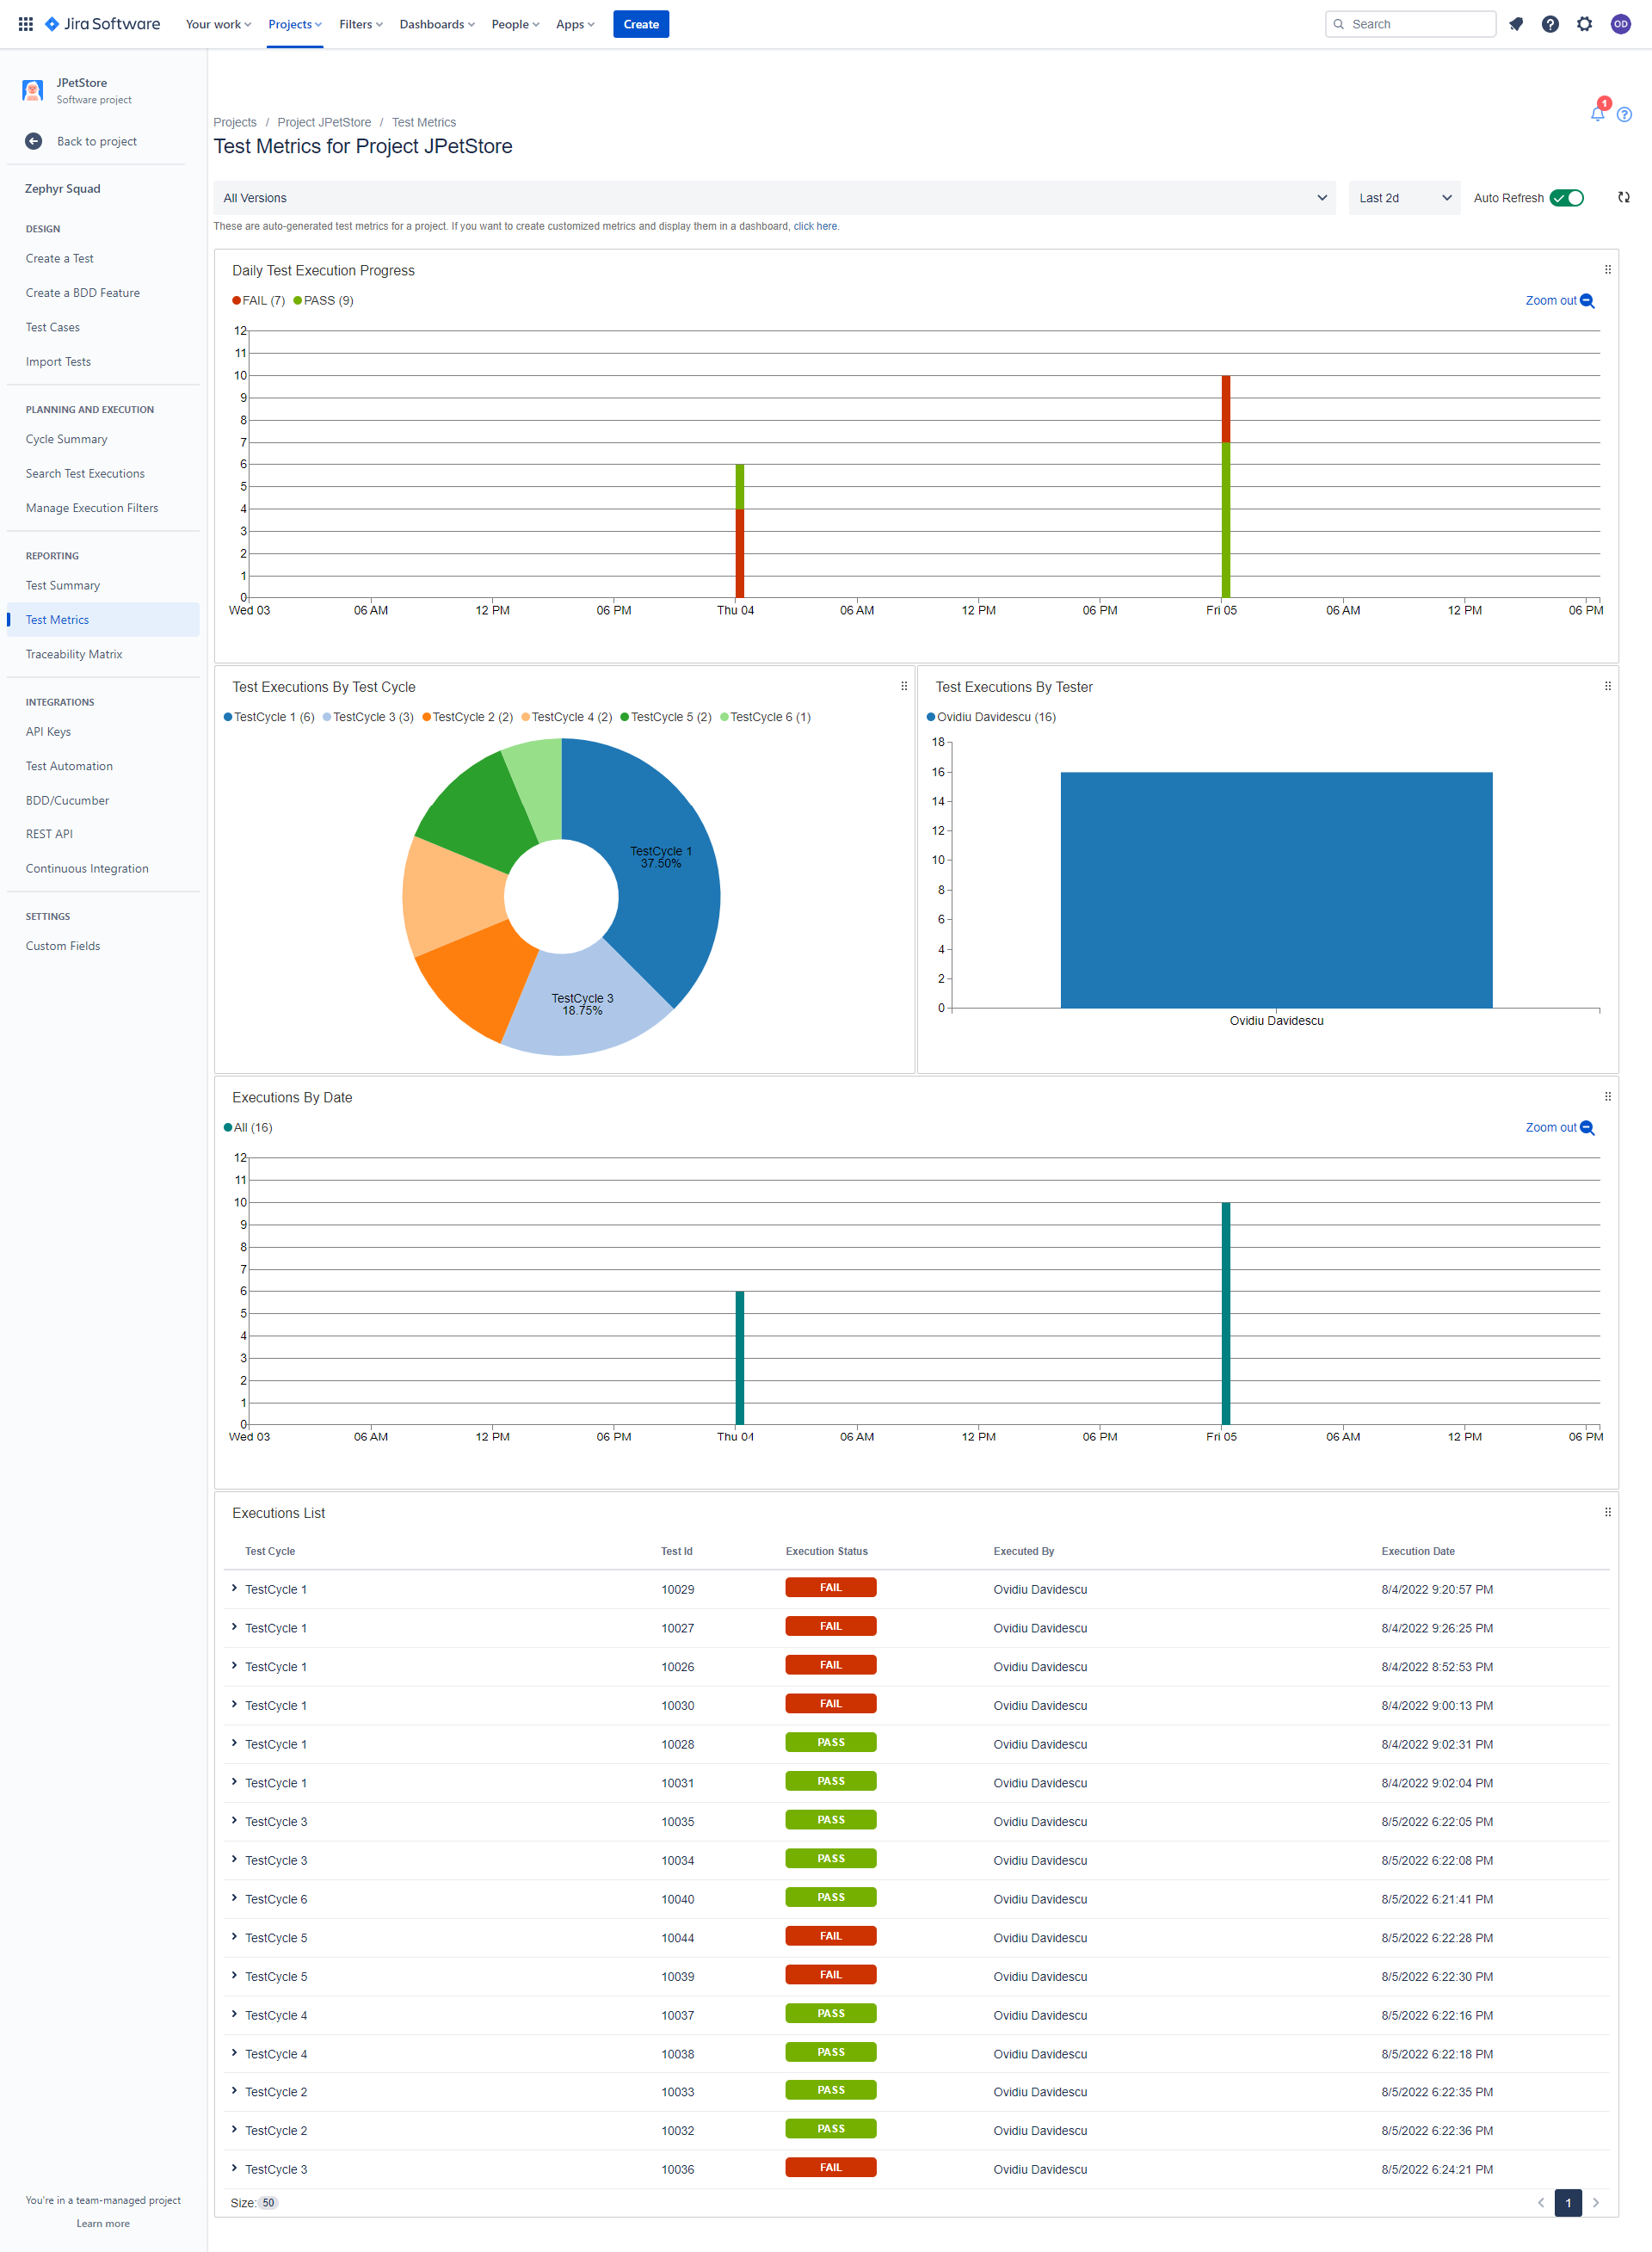 Jira Software Your work Projects Filters Dashboards People Apps Create Search OD
JPetStore
Software project
Back to project
Zephyr Squad
DESIGN
Create a Test
Create a BDD Feature
Test Cases
Import Tests
PLANNING AND EXECUTION
Cycle Summary
Search Test Executions
Manage Execution Filters
REPORTING
Test Summary
Test Metrics
Traceability Matrix
INTEGRATIONS
API Keys
Test Automation
BDD/Cucumber
REST API
Continuous Integration
SETTINGS
Custom Fields
You're in a team-managed project
Learn more
1
Projects / Project JPetStore / Test Metrics
Test Metrics for Project JPetStore
All Versions Last 2d Auto Refresh
These are auto-generated test metrics for a project. If you want to create customized metrics and display them in a dashboard, click here.
Daily Test Execution Progress
FAIL (7) PASS (9) Zoom out
12
11
10
9
8
7
6
5
4
3
2
1
0
Wed 03 06 AM 12 PM 06 PM Thu 04 06 AM 12 PM 06 PM Fri 05 06 AM 12 PM 06 PM
Test Executions By Test Cycle
TestCycle 1 (6) TestCycle 3 (3) TestCycle 2 (2) TestCycle 4 (2) TestCycle 5 (2) TestCycle 6 (1)
TestCycle 1
37.50%
TestCycle 3
18.75%
Test Executions By Tester
Ovidiu Davidescu (16)
18
16
14
12
10
8
6
4
2
0
Ovidiu Davidescu
Executions By Date
All (16) Zoom out
12
11
10
9
8
7
6
5
4
3
2
1
0
Wed 03 06 AM 12 PM 06 PM Thu 04 06 AM 12 PM 06 PM Fri 05 06 AM 12 PM 06 PM
Executions List
Test Cycle Test Id Execution Status Executed By Execution Date
TestCycle 1 10029 FAIL Ovidiu Davidescu 8/4/2022 9:20:57 PM
TestCycle 1 10027 FAIL Ovidiu Davidescu 8/4/2022 9:26:25 PM
TestCycle 1 10026 FAIL Ovidiu Davidescu 8/4/2022 8:52:53 PM
TestCycle 1 10030 FAIL Ovidiu Davidescu 8/4/2022 9:00:13 PM
TestCycle 1 10028 PASS Ovidiu Davidescu 8/4/2022 9:02:31 PM
TestCycle 1 10031 PASS Ovidiu Davidescu 8/4/2022 9:02:04 PM
TestCycle 3 10035 PASS Ovidiu Davidescu 8/5/2022 6:22:05 PM
TestCycle 3 10034 PASS Ovidiu Davidescu 8/5/2022 6:22:08 PM
TestCycle 6 10040 PASS Ovidiu Davidescu 8/5/2022 6:21:41 PM
TestCycle 5 10044 FAIL Ovidiu Davidescu 8/5/2022 6:22:28 PM
TestCycle 5 10039 FAIL Ovidiu Davidescu 8/5/2022 6:22:30 PM
TestCycle 4 10037 PASS Ovidiu Davidescu 8/5/2022 6:22:16 PM
TestCycle 4 10038 PASS Ovidiu Davidescu 8/5/2022 6:22:18 PM
TestCycle 2 10033 PASS Ovidiu Davidescu 8/5/2022 6:22:35 PM
TestCycle 2 10032 PASS Ovidiu Davidescu 8/5/2022 6:22:36 PM
TestCycle 3 10036 FAIL Ovidiu Davidescu 8/5/2022 6:24:21 PM
Size: 50 1